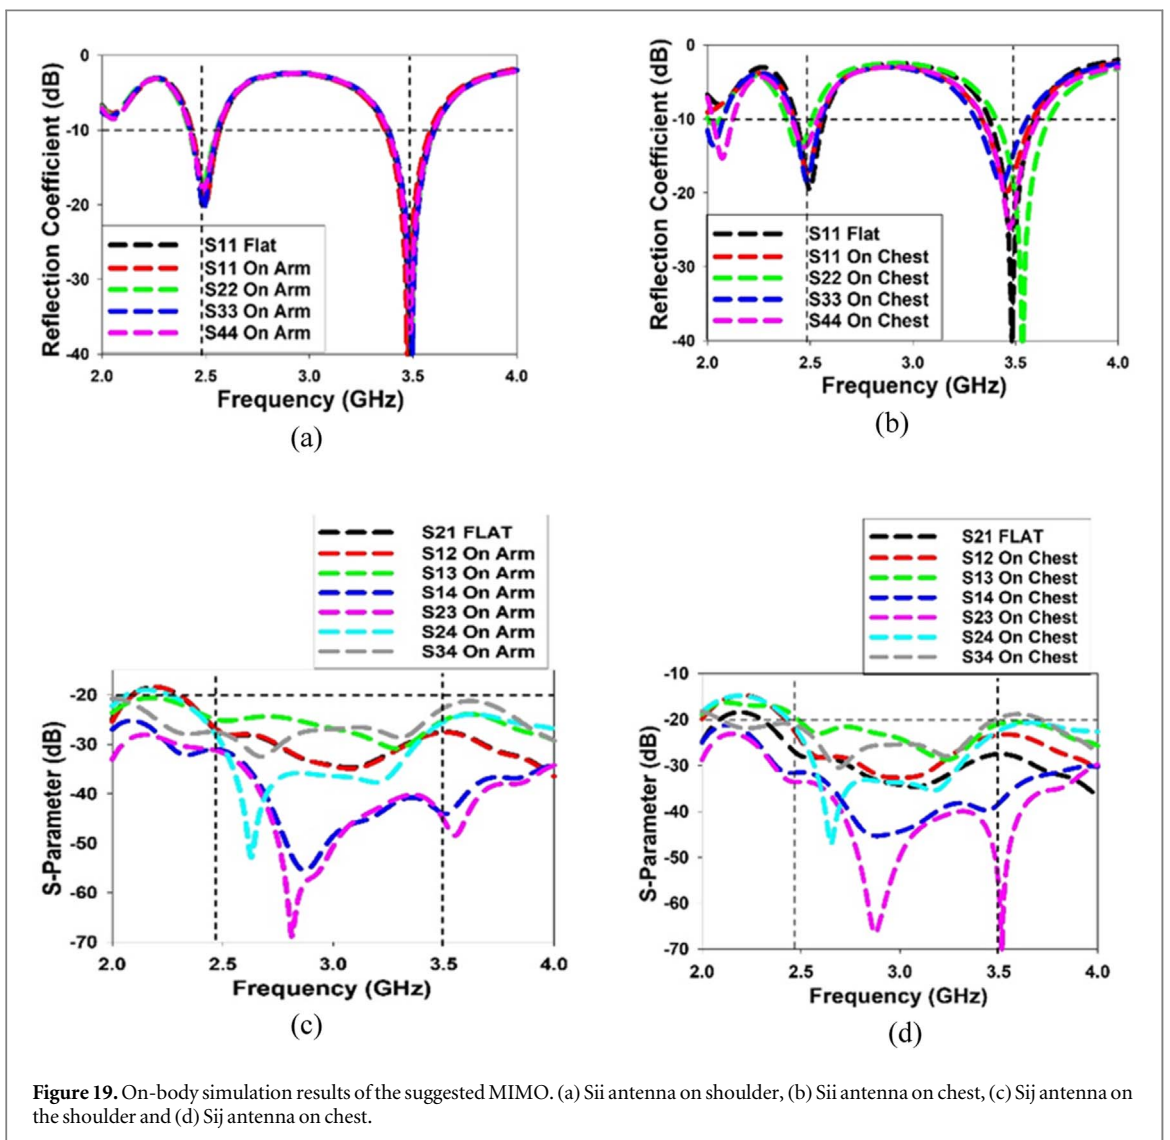 0
-10
-20
-30
-40
Reflection Coefficient (dB)
S11 Flat
S11 On Arm
S22 On Arm
S33 On Arm
S44 On Arm
2.0 2.5 3.0 3.5 4.0
Frequency (GHz)
(a)
0
-10
-20
-30
-40
Reflection Coefficient (dB)
S11 Flat
S11 On Chest
S22 On Chest
S33 On Chest
S44 On Chest
2.0 2.5 3.0 3.5 4.0
Frequency (GHz)
(b)
S21 FLAT
S12 On Arm
S13 On Arm
S14 On Arm
S23 On Arm
S24 On Arm
S34 On Arm
-20
-30
-40
-50
-60
-70
S-Parameter (dB)
2.0 2.5 3.0 3.5 4.0
Frequency (GHz)
(c)
S21 FLAT
S12 On Chest
S13 On Chest
S14 On Chest
S23 On Chest
S24 On Chest
S34 On Chest
-10
-20
-30
-40
-50
-60
-70
S-Parameter (dB)
2.0 2.5 3.0 3.5 4.0
Frequency (GHz)
(d)
Figure 19. On-body simulation results of the suggested MIMO. (a) Sii antenna on shoulder, (b) Sii antenna on chest, (c) Sij antenna on
the shoulder and (d) Sij antenna on chest.